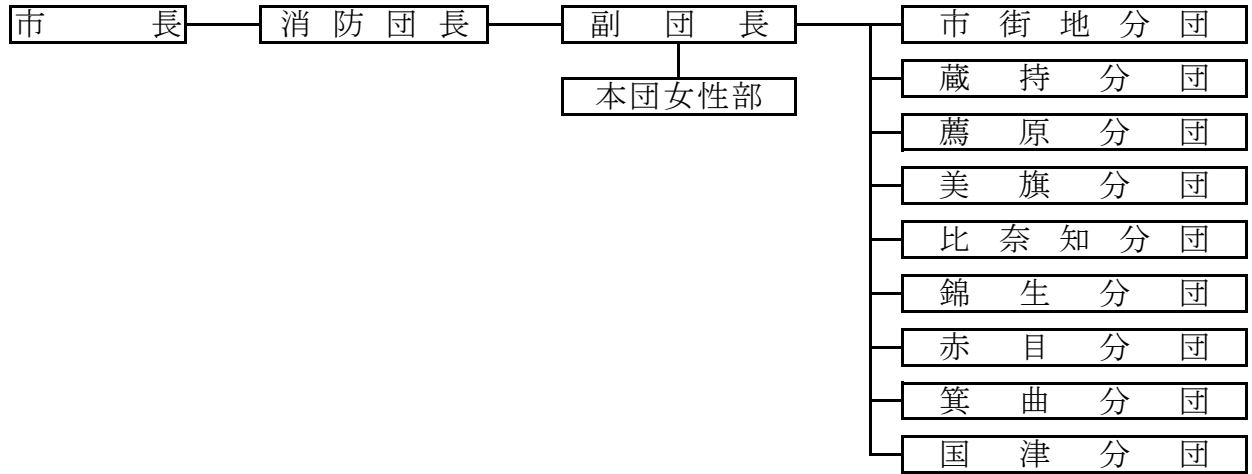 市長 消防団長 副団長 市街地分団
本団女性部 蔵持分団
薦原分団
美旗分団
比奈知分団
錦生分団
赤目分団
箕曲分団
国津分団